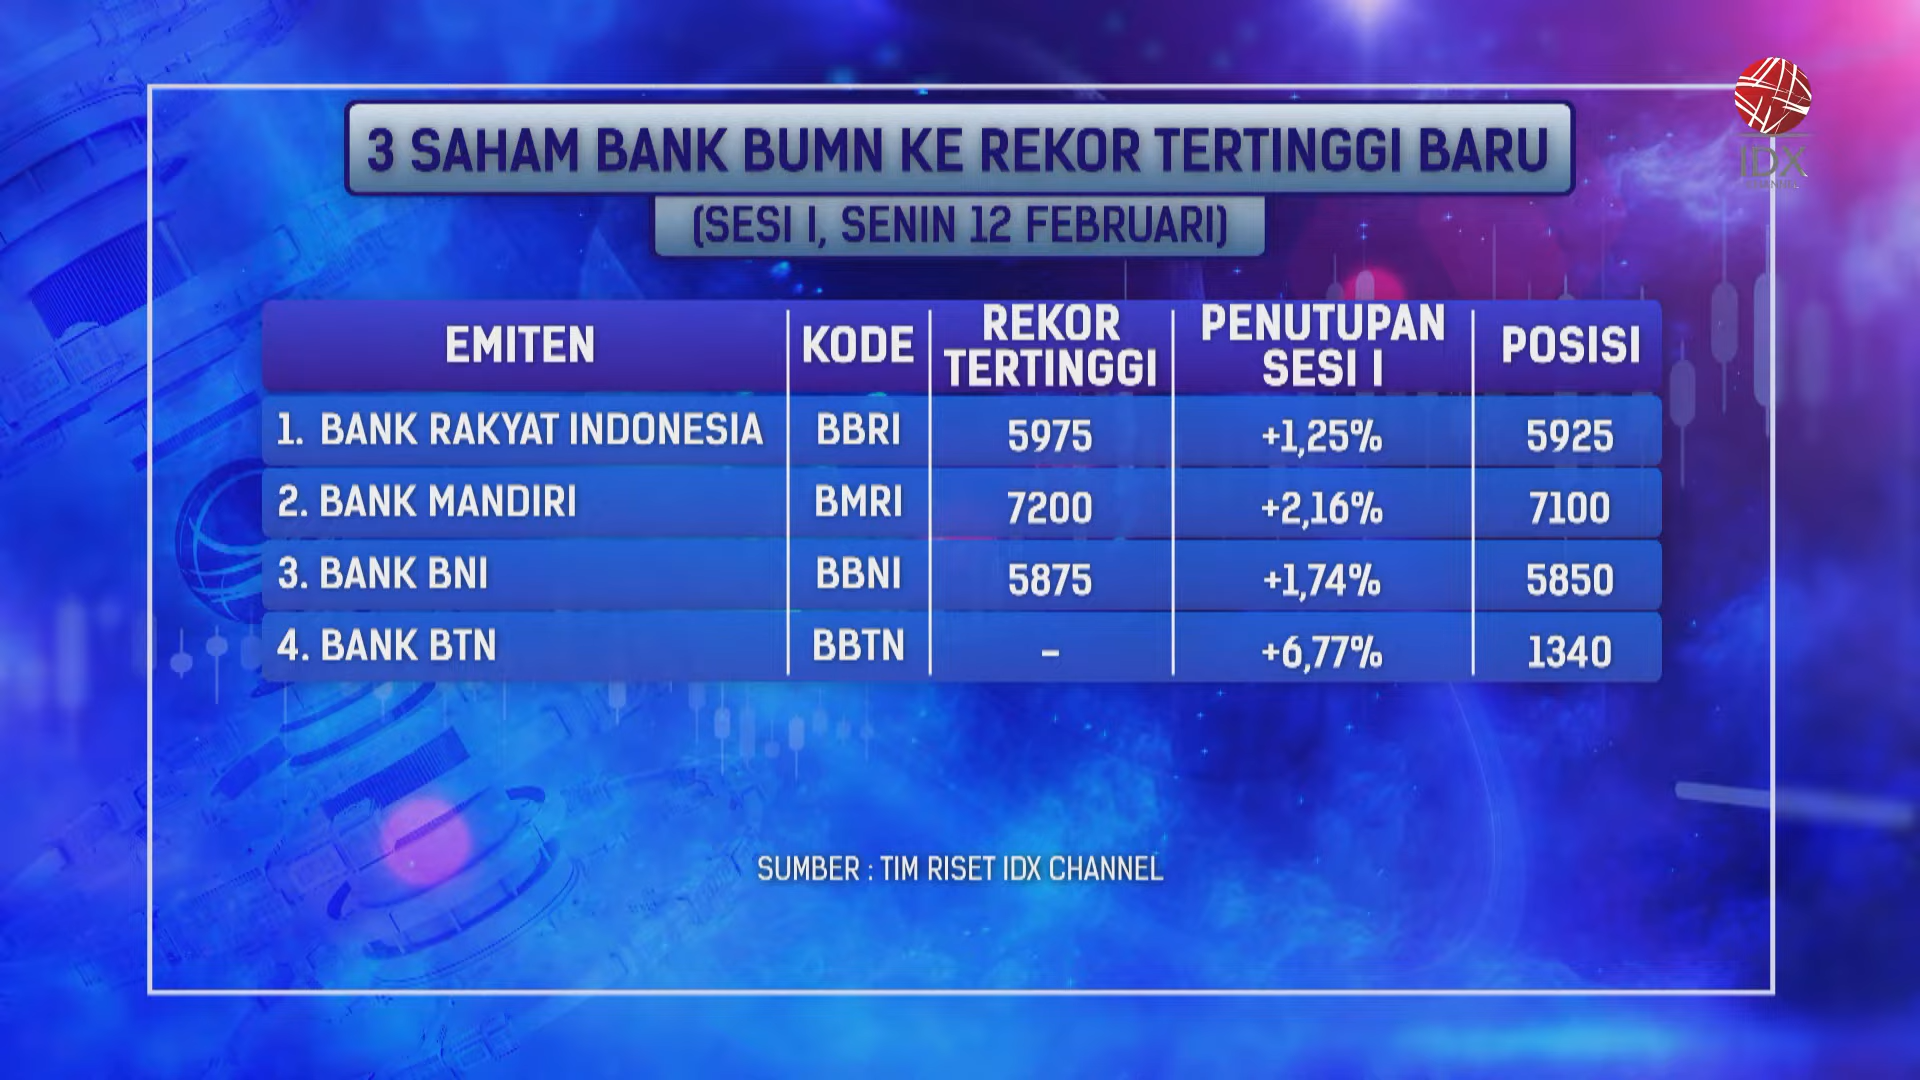 3 SAHAM BANK BUMN KE REKOR TERTINGGI BARU
(SESI I, SENIN 12 FEBRUARI)
IDX
CHANNEL
EMITEN KODE REKOR TERTINGGI PENUTUPAN SESI I POSISI
1. BANK RAKYAT INDONESIA BBRI 5975 +1,25% 5925
2. BANK MANDIRI BMRI 7200 +2,16% 7100
3. BANK BNI BBNI 5875 +1,74% 5850
4. BANK BTN BBTN – +6,77% 1340
SUMBER : TIM RISET IDX CHANNEL